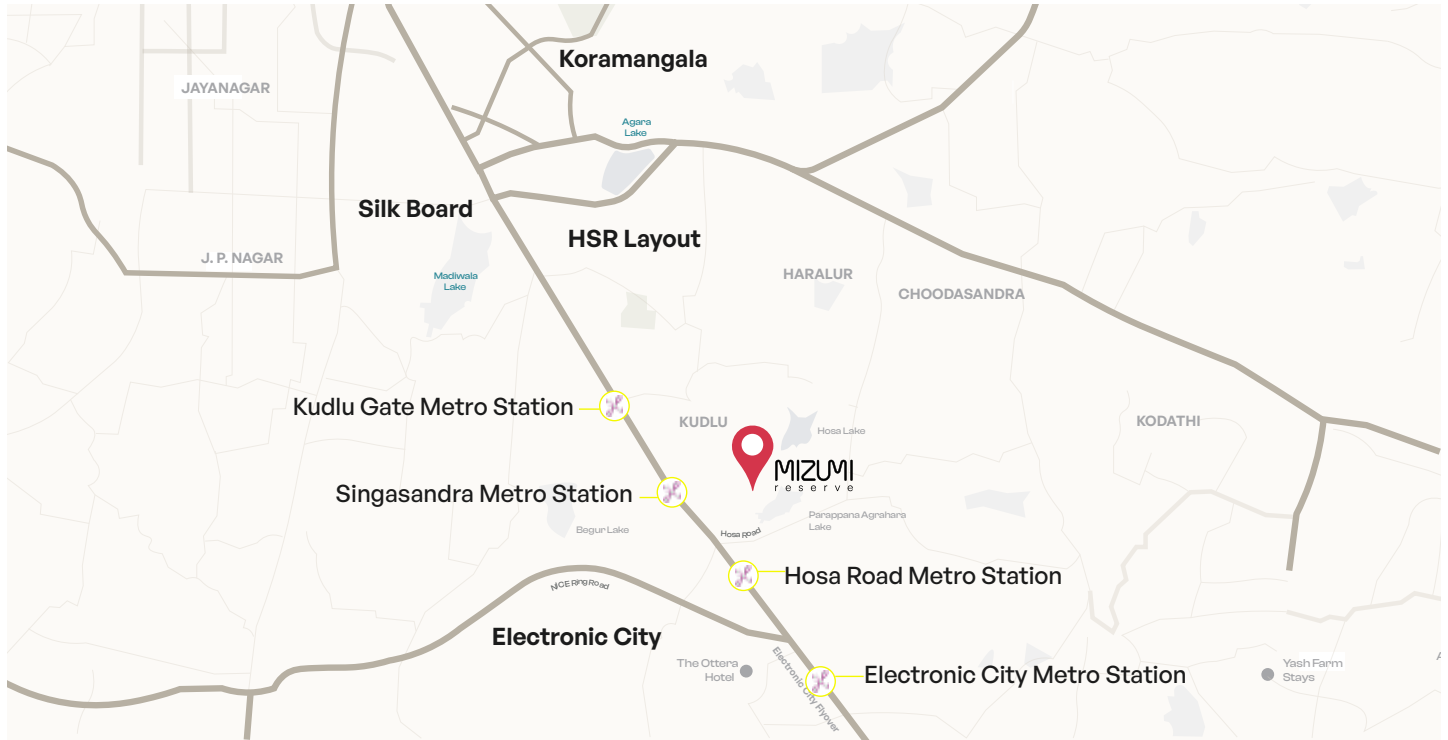 Koramangala
JAYANAGAR
Agara
Lake
Silk Board
HSR Layout
J. P. NAGAR
Madiwala
Lake
HARALUR
CHOODASANDRA
Kudlu Gate Metro Station
KUDLU
Hosa Lake
KODATHI
MIZUMI
reserve
Singasandra Metro Station
Begur Lake
Parappana Agrahara
Lake
Hosa road
NICE Ring Road
Hosa Road Metro Station
Electronic City
The Ottera
Hotel
Electronic City Flyover
Electronic City Metro Station
Yash Farm
Stays